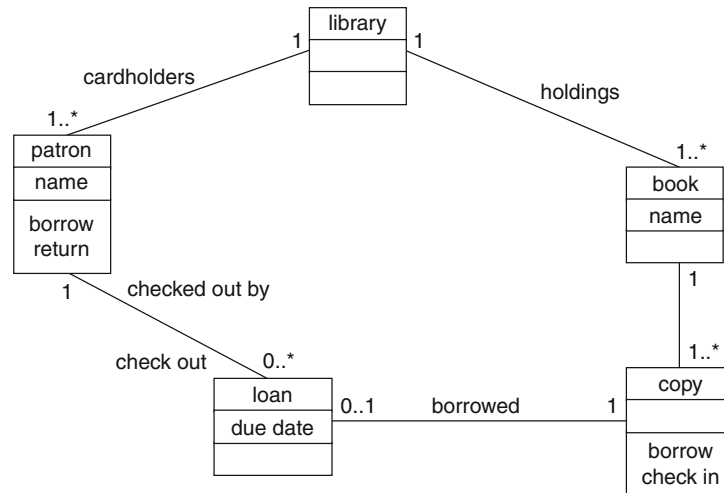 library
1
1
cardholders
holdings
1..*
1..*
patron
name
borrow
return
book
name
1
checked out by
1
check out
0..*
1..*
loan
due date
0..1
borrowed
1
copy
borrow
check in